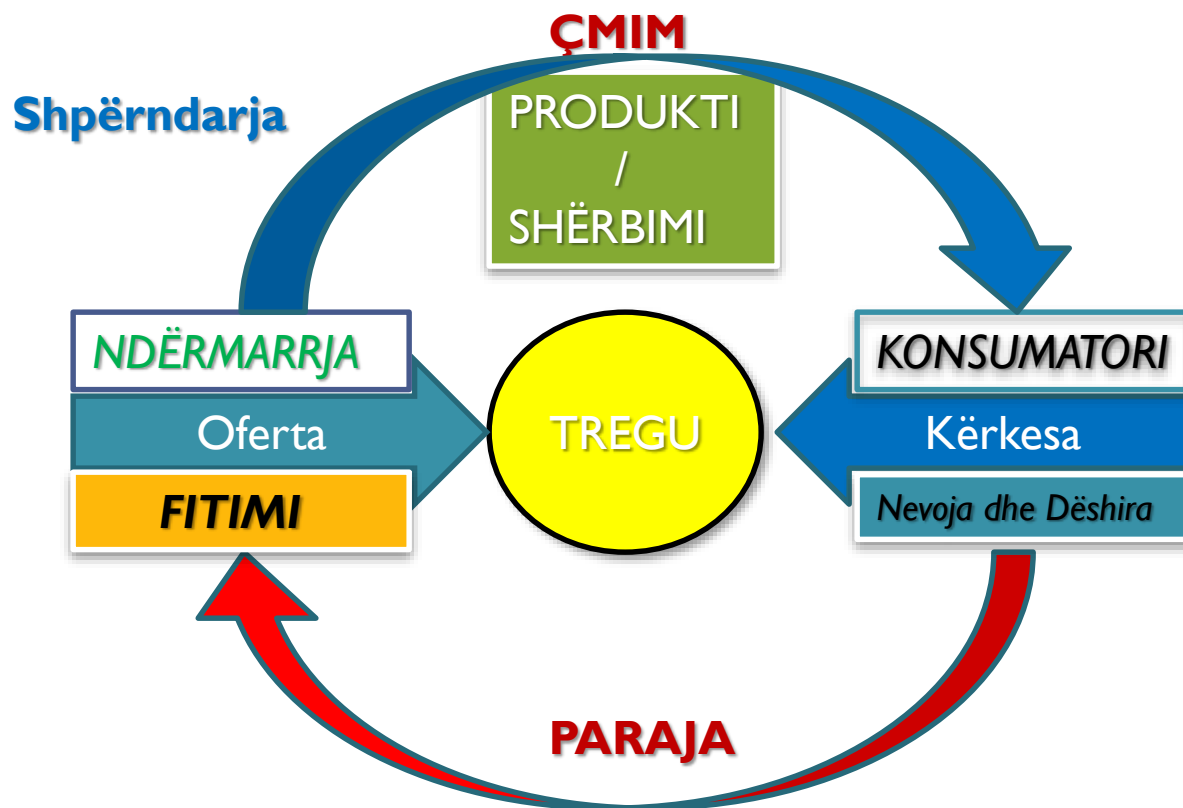 ÇMIM
Shpërndarja
PRODUKTI
/
SHËRBIMI
NDËRMARRJA
KONSUMATORI
Oferta
TREGU
Kërkesa
FITIMI
Nevoja dhe Dëshira
PARAJA